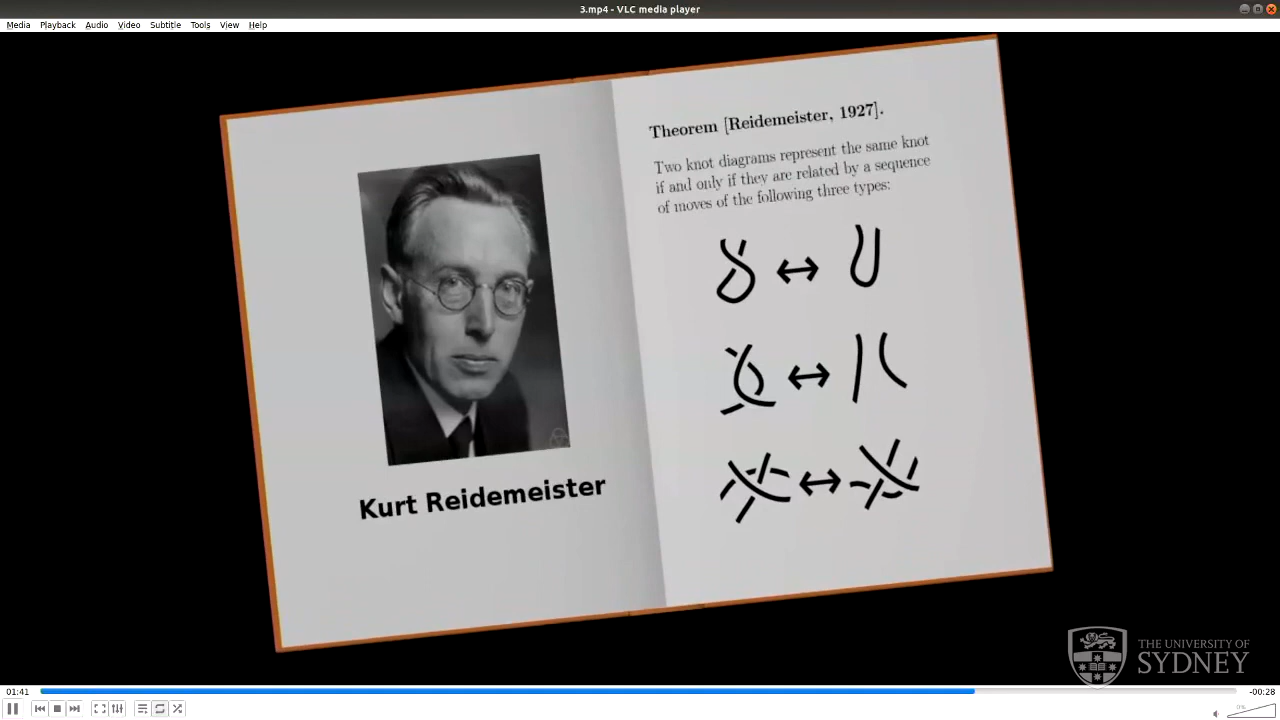 3.mp4 - VLC media player
Media Playback Audio Video Subtitle Tools View Help
Kurt Reidemeister
Theorem [Reidemeister, 1927].
Two knot diagrams represent the same knot
if and only if they are related by a sequence
of moves of the following three types:
THE UNIVERSITY OF
SYDNEY
01:41
-00:28
0%